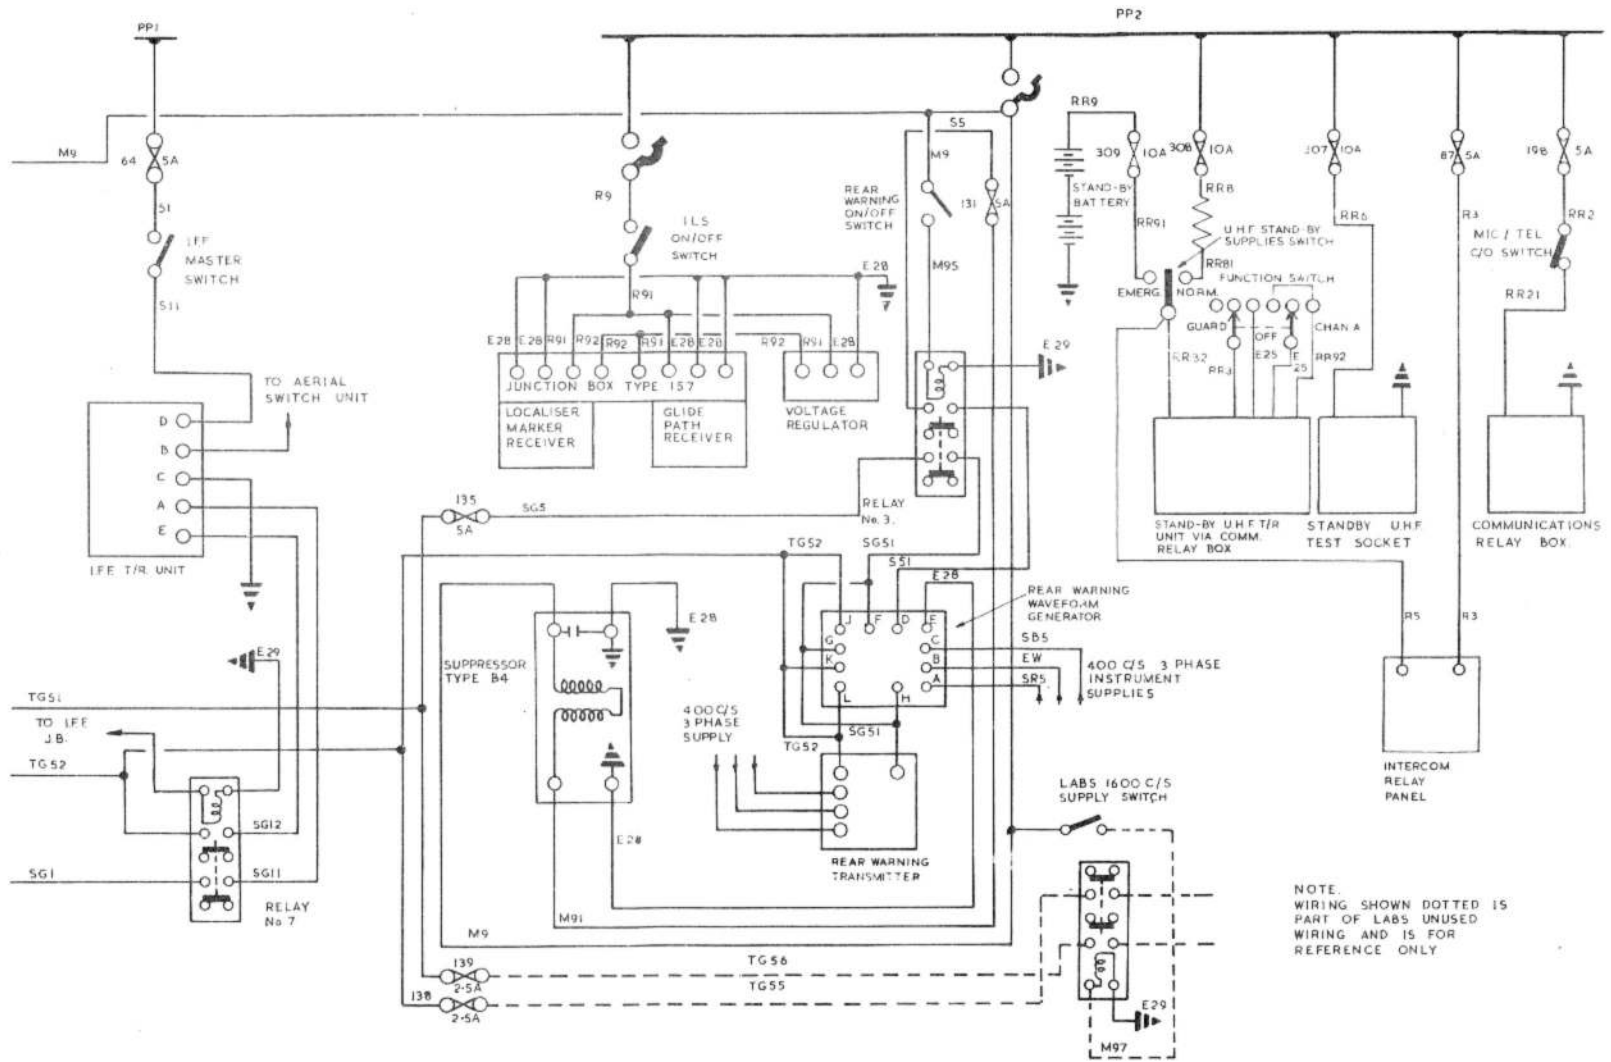 PP1
PP2
M9
64
5A
S1
IFF
MASTER
SWITCH
S11
R9
ILS
ON/OFF
SWITCH
R91
E28
M9
S5
REAR
WARNING
ON/OFF
SWITCH
131
5A
M95
RR9
309
10A
308
10A
STAND-BY
BATTERY
RR91
RR8
U.H.F STAND-BY
SUPPLIES SWITCH
RR81
EMERG.
NORM.
FUNCTION SWITCH
GUARD
OFF
CHAN A
RR82
RR3
E25
E
25
RR92
10A
RR6
87
5A
R3
198
5A
RR2
MIC / TEL
C/O SWITCH
RR21
TO AERIAL
SWITCH UNIT
D
B
C
A
E
I.F.F. T/R. UNIT
E28
E28
R91
R92
R92
R91
E28
E28
R92
R91
E28
JUNCTION BOX TYPE 157
LOCALISER
MARKER
RECEIVER
GLIDE
PATH
RECEIVER
VOLTAGE
REGULATOR
E29
RELAY
No. 3.
135
5A
SG5
STAND-BY U.H.F T/R
UNIT VIA COMM.
RELAY BOX
STANDBY U.H.F
TEST SOCKET
COMMUNICATIONS
RELAY BOX.
TG52
SG51
S51
E28
REAR WARNING
WAVEFORM
GENERATOR
J
F
D
E
G
K
C
B
A
L
H
SB5
EW
SR5
400 C/S 3 PHASE
INSTRUMENT
SUPPLIES
SUPPRESSOR
TYPE B4
E28
E28
M91
400 C/S
3 PHASE
SUPPLY
TG52
SG51
REAR WARNING
TRANSMITTER
R5
R3
INTERCOM
RELAY
PANEL
E29
TG51
TO I.F.F
J.B.
TG52
SG12
SG1
SG11
RELAY
No 7
M9
139
2·5A
138
2·5A
TG56
TG55
LABS 1600 C/S
SUPPLY SWITCH
E29
M97
NOTE.
WIRING SHOWN DOTTED IS
PART OF LABS UNUSED
WIRING AND IS FOR
REFERENCE ONLY